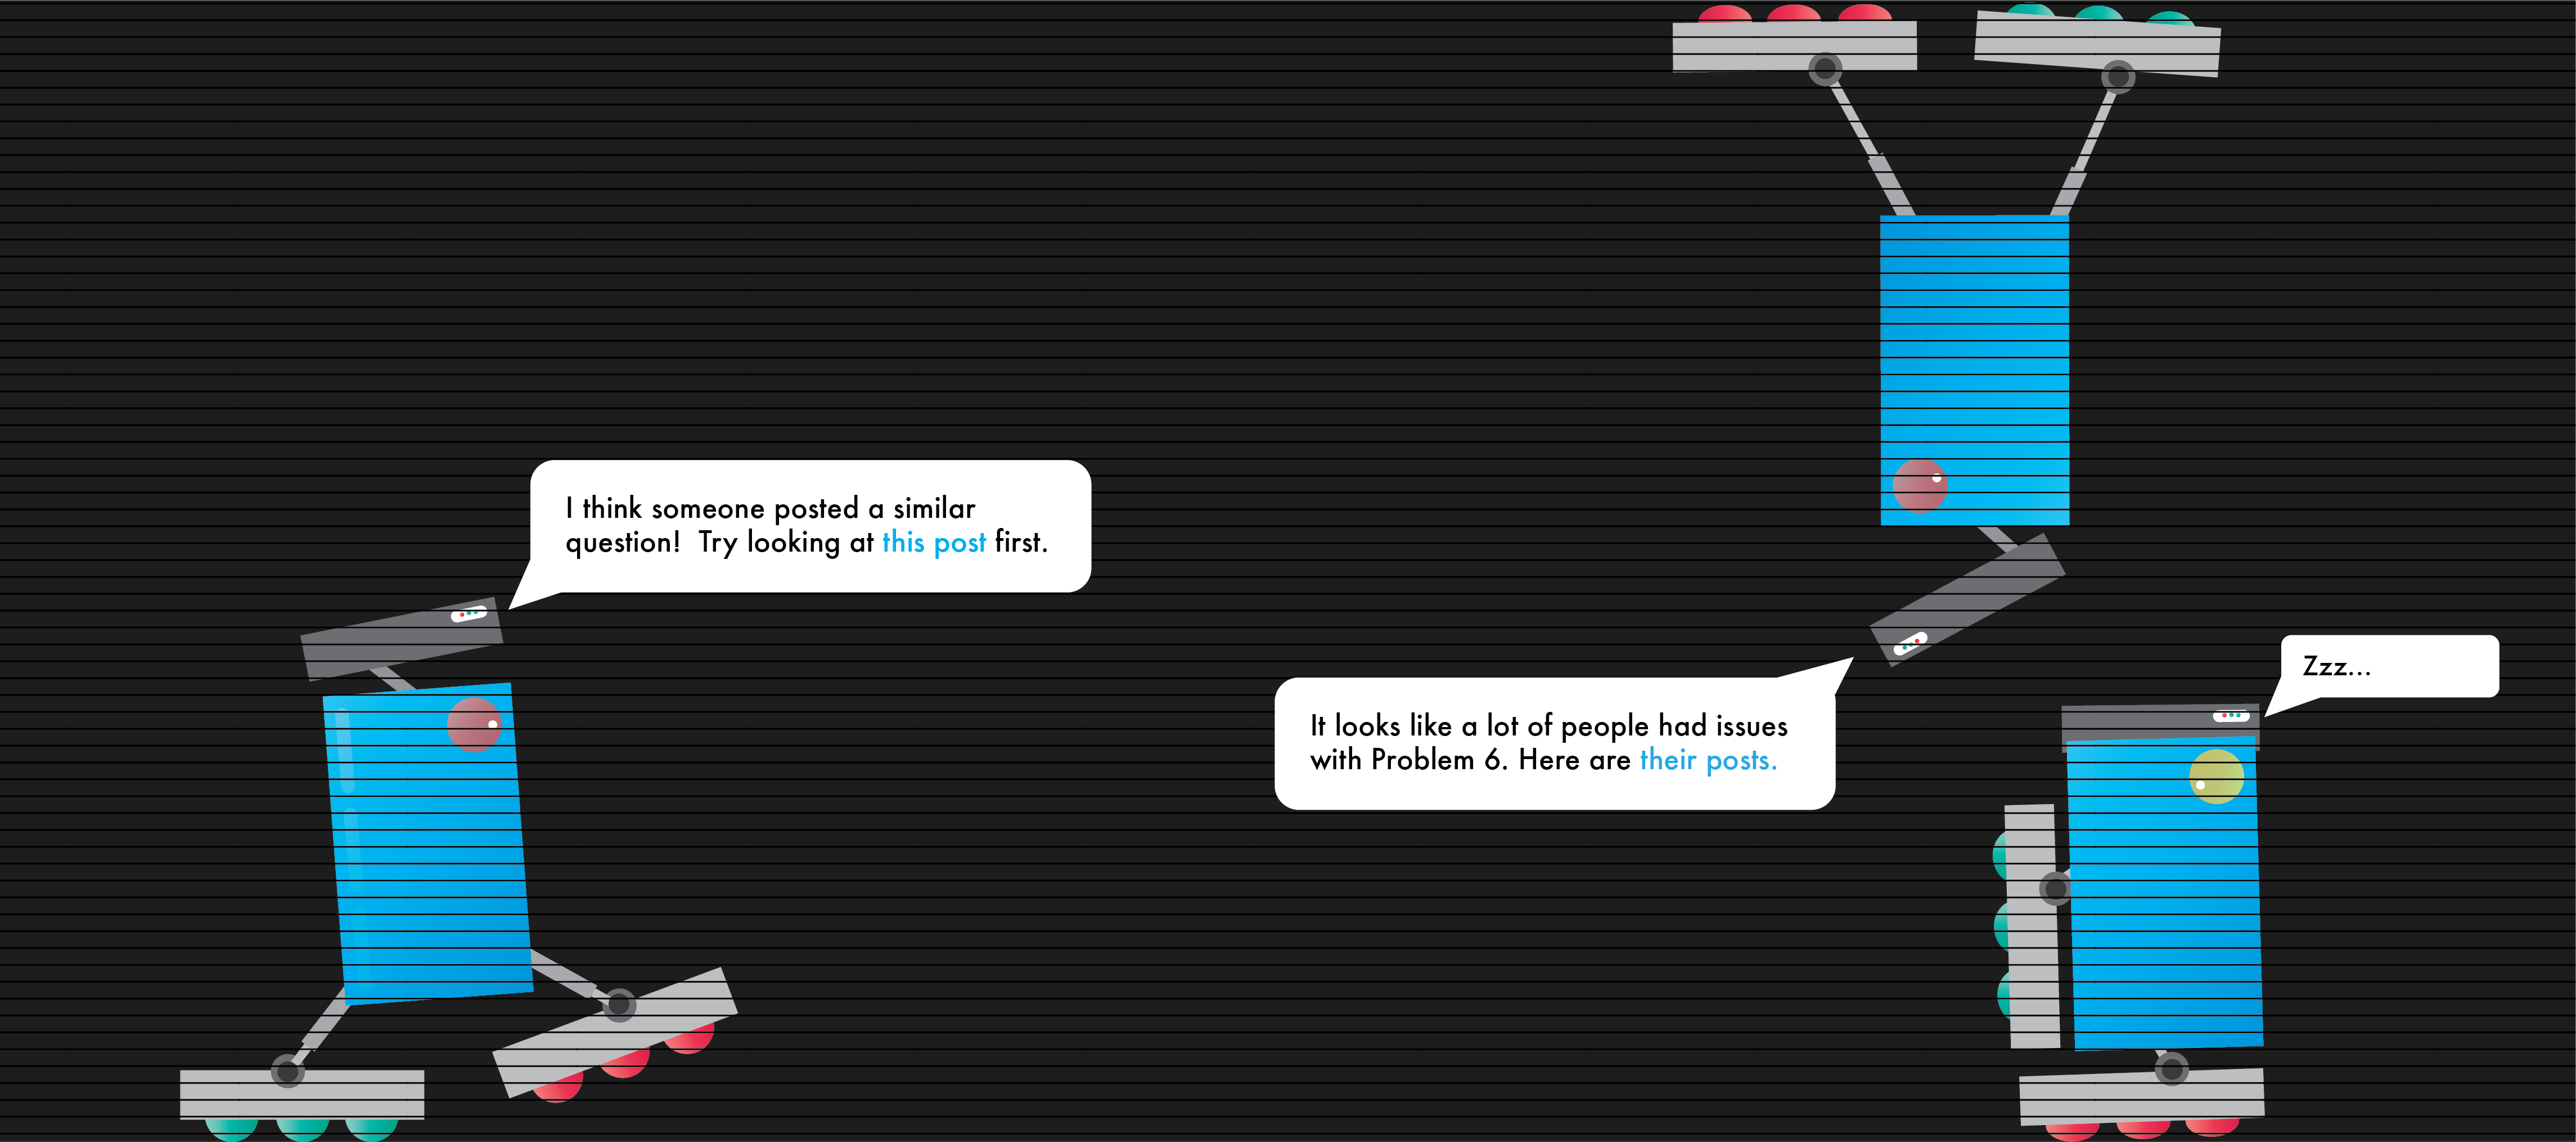 I think someone posted a similar
question!  Try looking at this post first.
It looks like a lot of people had issues
with Problem 6. Here are their posts.
Zzz...